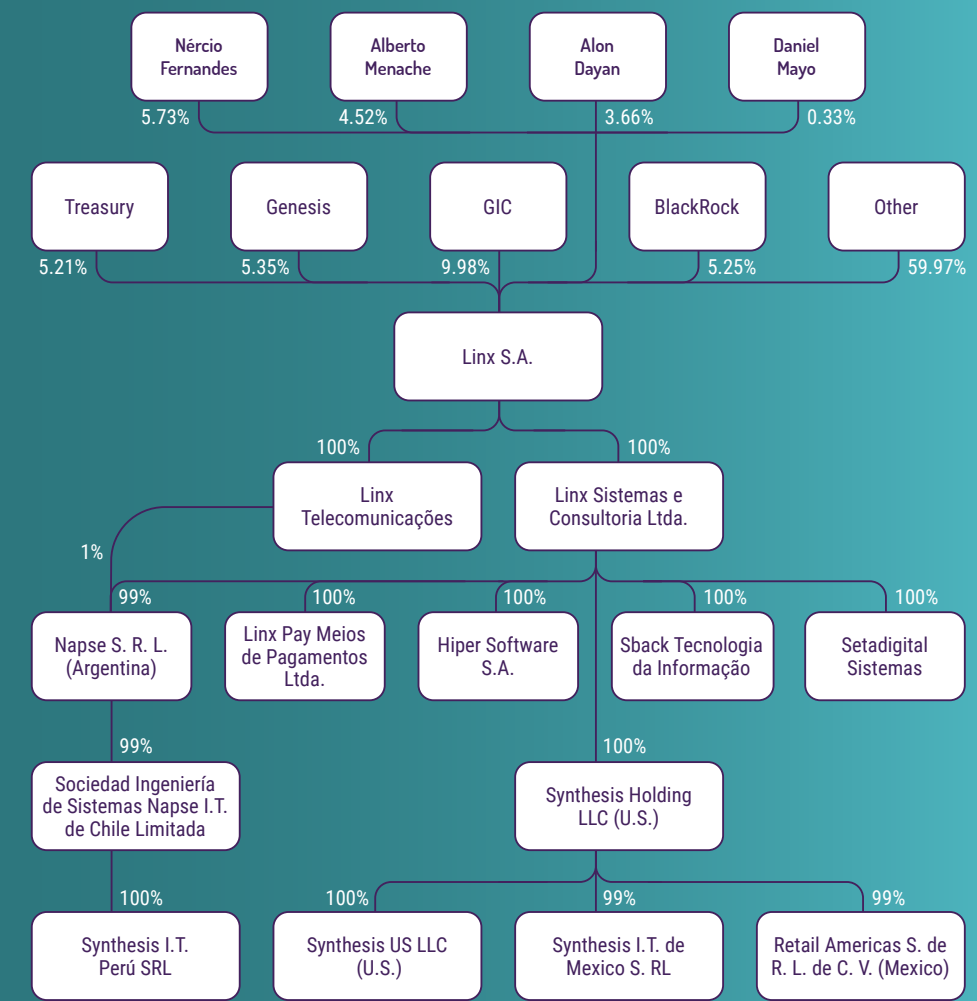 Nércio
Fernandes
Alberto
Menache
Alon
Dayan
Daniel
Mayo
5.73%
4.52%
3.66%
0.33%
Treasury
Genesis
GIC
BlackRock
Other
5.21%
5.35%
9.98%
5.25%
59.97%
Linx S.A.
100%
100%
Linx
Telecomunicações
Linx Sistemas e
Consultoria Ltda.
1%
99%
100%
100%
100%
100%
Napse S. R. L.
(Argentina)
Linx Pay Meios
de Pagamentos
Ltda.
Hiper Software
S.A.
Sback Tecnologia
da Informação
Setadigital
Sistemas
99%
100%
Sociedad Ingeniería
de Sistemas Napse I.T.
de Chile Limitada
Synthesis Holding
LLC (U.S.)
100%
100%
99%
99%
Synthesis I.T.
Perú SRL
Synthesis US LLC
(U.S.)
Synthesis I.T. de
Mexico S. RL
Retail Americas S. de
R. L. de C. V. (Mexico)